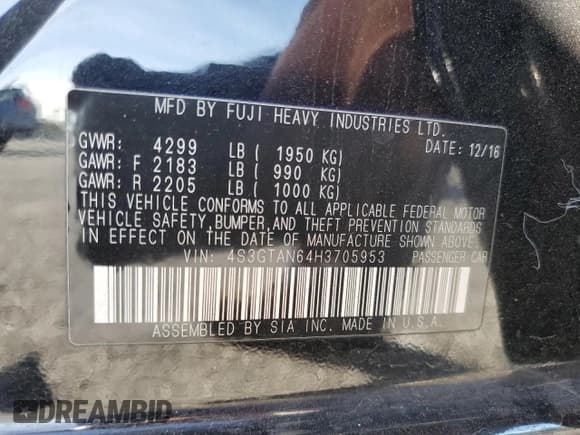 MFD BY FUJI HEAVY INDUSTRIES LTD.
GVWR: 4299 LB ( 1950 KG) DATE: 12/16
GAWR: F 2183 LB ( 990 KG)
GAWR: R 2205 LB ( 1000 KG)
THIS VEHICLE CONFORMS TO ALL APPLICABLE FEDERAL MOTOR
VEHICLE SAFETY, BUMPER, AND THEFT PREVENTION STANDARDS
IN EFFECT ON THE DATE OF MANUFACTURE SHOWN ABOVE
VIN: 4S3GTAN64H3705953 PASSENGER CAR
ASSEMBLED BY SIA INC. MADE IN U.S.A.
DREAMBID